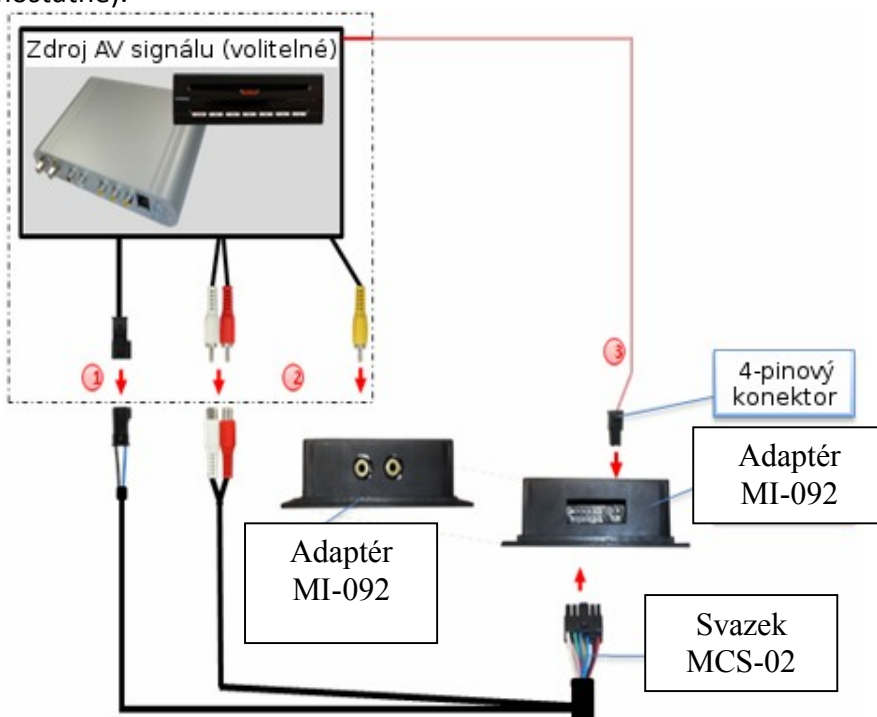 Zdroj AV signálu (volitelné)
1
2
3
4-pinový
konektor
Adaptér
MI-092
Adaptér
MI-092
Svazek
MCS-02